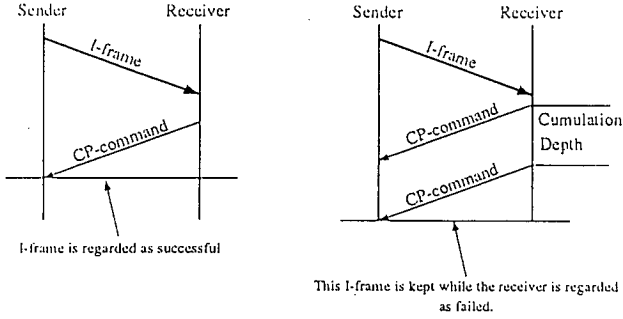 Sender Receiver
I-frame
CP-command
I-frame is regarded as successful
Sender Receiver
I-frame
CP-command
Cumulation
Depth
CP-command
This I-frame is kept while the receiver is regarded
as failed.